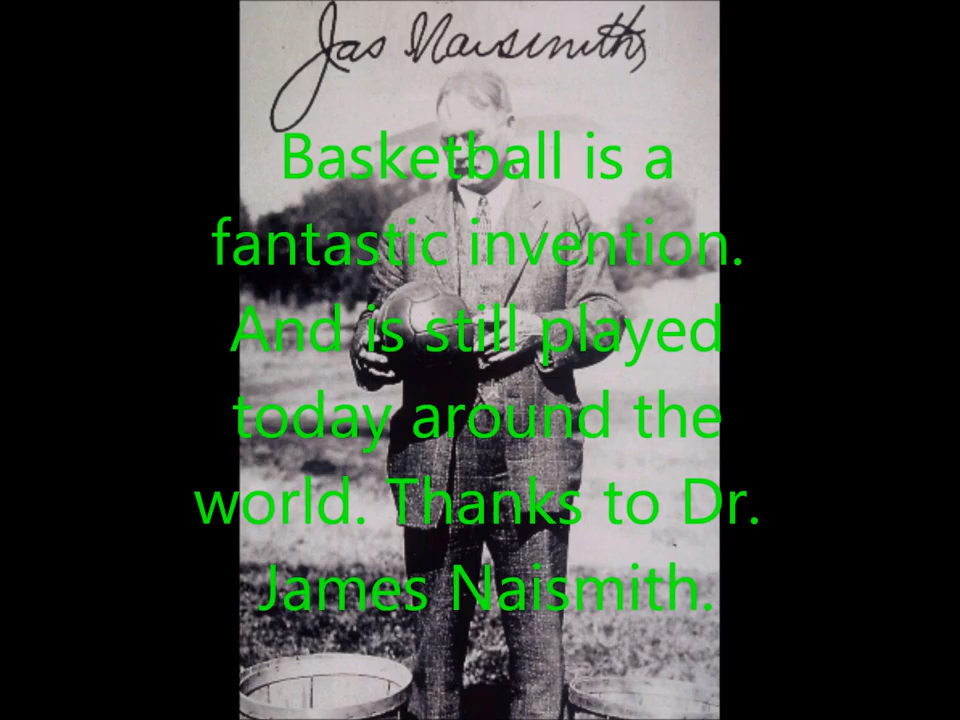 Jas Naismith
Basketball is a
fantastic invention.
And is still played
today around the
world. Thanks to Dr.
James Naismith.